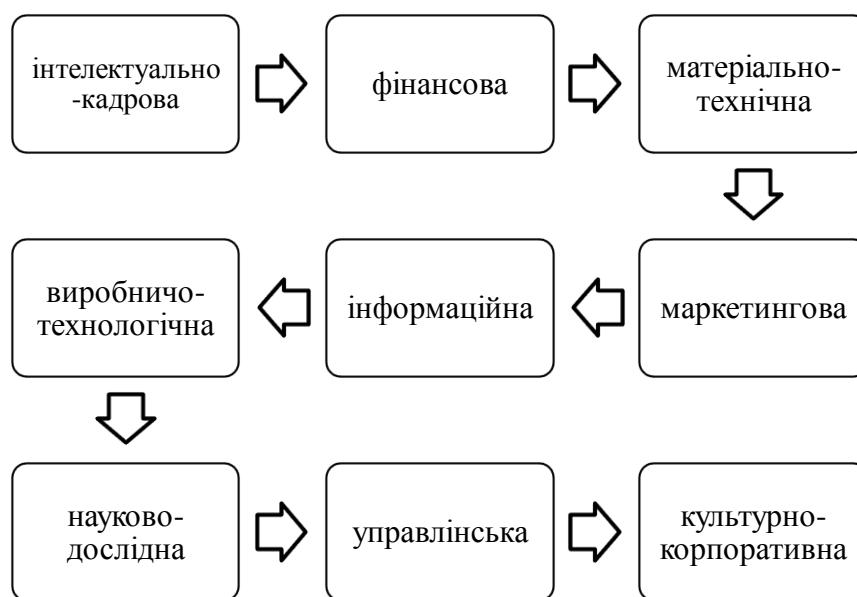 інтелектуально
-кадрова
фінансова
матеріально-
технічна
маркетингова
інформаційна
виробничо-
технологічна
науково-
дослідна
управлінська
культурно-
корпоративна